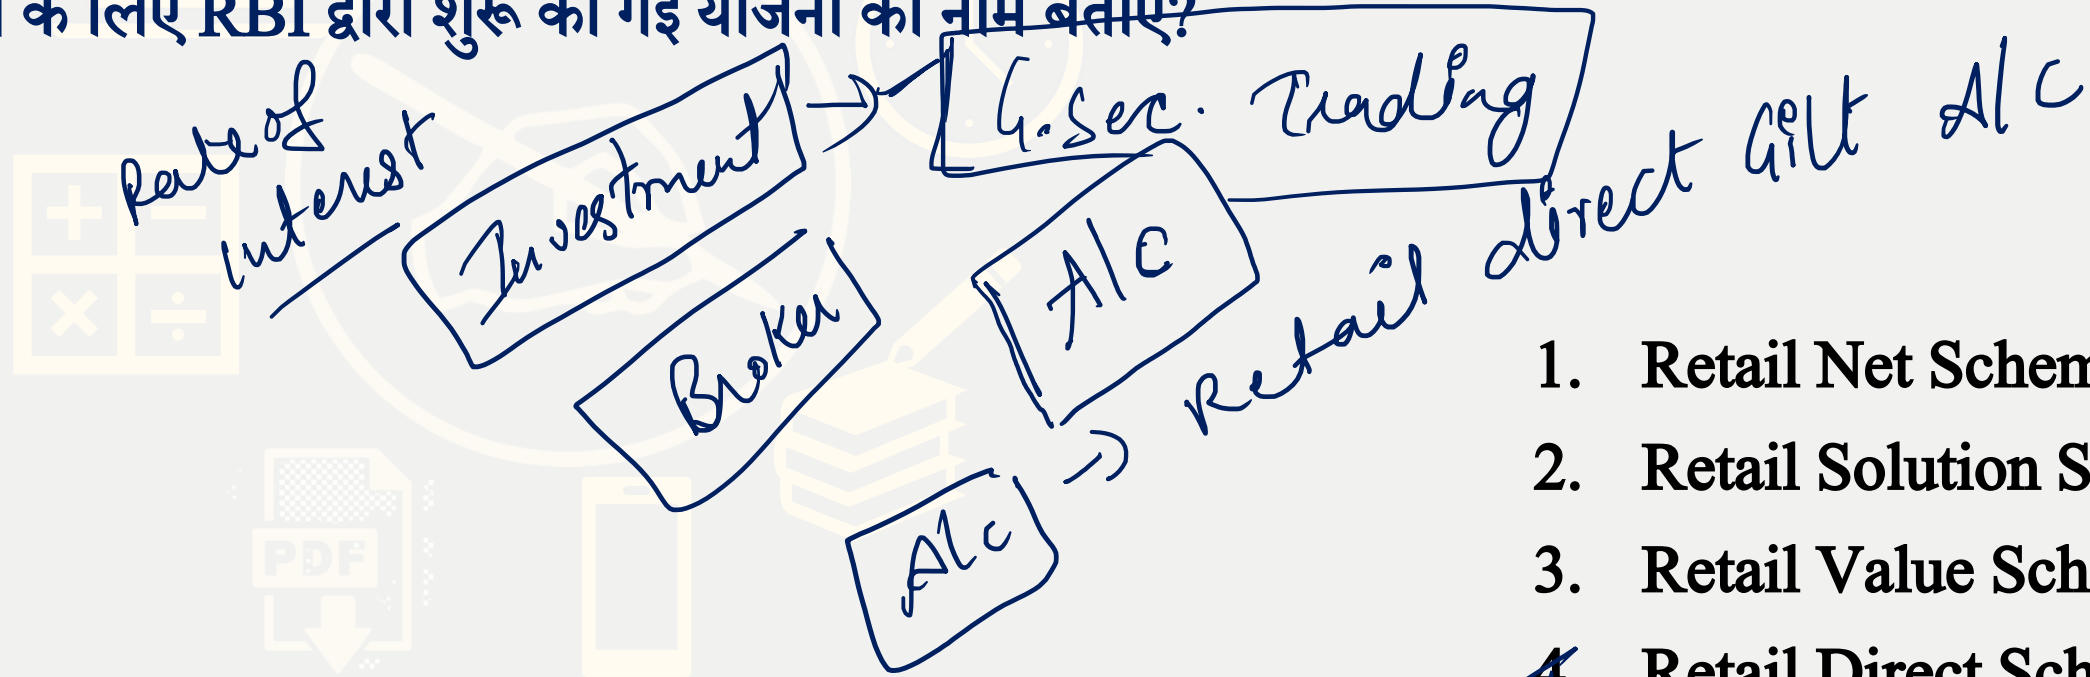 के लिए RBI द्वारा शुरू की गई योजना का नाम बताएं?
Rate of
interest
Investment
G.Sec. Trading
Broker
A/C
A/C
Retail direct Gilt A/C
1. Retail Net Schem
2. Retail Solution S
3. Retail Value Sch
4. Retail Direct Sch
PDF